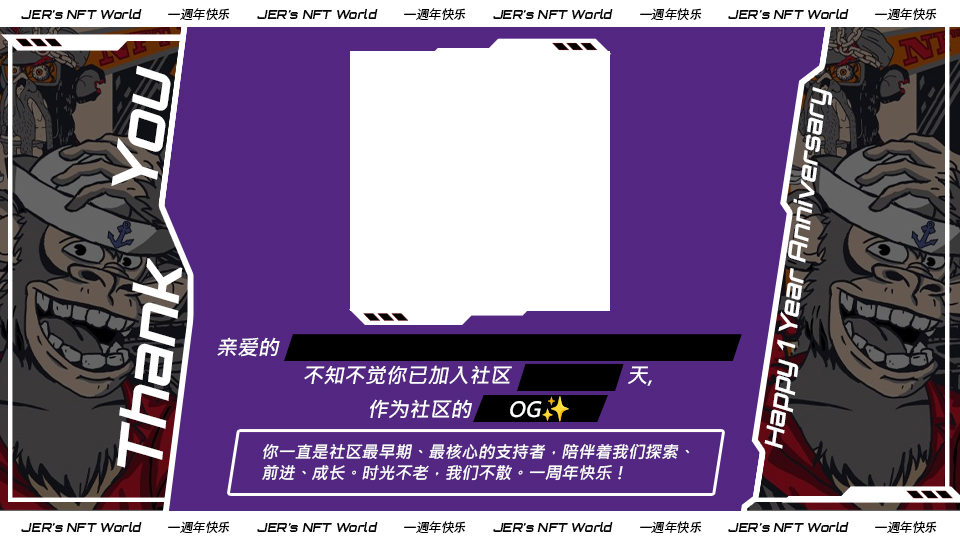 JER's NFT World 一週年快乐 JER's NFT World 一週年快乐 JER's NFT World 一週年快乐 JER's NFT World 一週年快乐
Thank You
Happy 1 Year Anniversary
亲爱的
不知不觉你已加入社区 天,
作为社区的 OG✨
你一直是社区最早期、最核心的支持者，陪伴着我们探索、
前进、成长。时光不老，我们不散。一周年快乐！
JER's NFT World 一週年快乐 JER's NFT World 一週年快乐 JER's NFT World 一週年快乐 JER's NFT World 一週年快乐